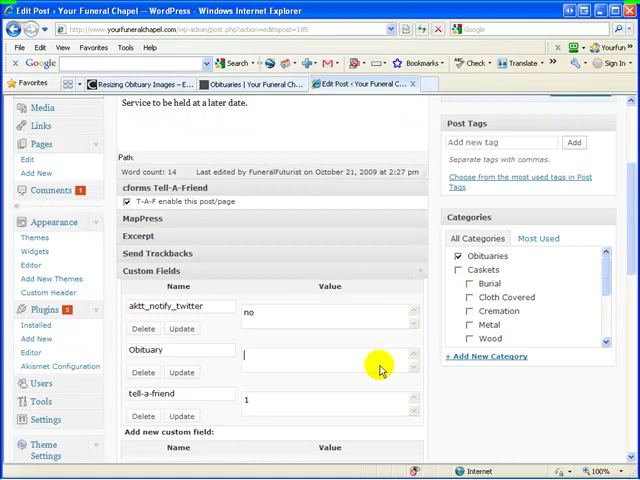 Edit Post ‹ Your Funeral Chapel — WordPress - Windows Internet Explorer
http://www.yourfuneralchapel.com/wp-admin/post.php?action=edit&post=185
Google
File Edit View Favorites Tools Help
Yourfun
Google
Search
Bookmarks
Check
Translate
Sign In
Favorites
Resizing Obituary Images – E...
Obituaries | Your Funeral Ch...
Edit Post ‹ Your Funeral C...
Media
Links
Pages
Edit
Add New
Comments 1
Appearance
Themes
Widgets
Editor
Add New Themes
Custom Header
Plugins 3
Installed
Add New
Editor
Akismet Configuration
Users
Tools
Settings
Theme
Settings
Service to be held at a later date.
Path:
Word count: 14
Last edited by FuneralFuturist on October 21, 2009 at 2:27 pm
cforms Tell-A-Friend
T-A-F enable this post/page
MapPress
Excerpt
Send Trackbacks
Custom Fields
Name Value
aktt_notify_twitter
no
Delete Update
Obituary
Delete Update
tell-a-friend
1
Delete Update
Add new custom field:
Name Value
Post Tags
Add new tag
Add
Separate tags with commas.
Choose from the most used tags in Post
Tags
Categories
All Categories Most Used
Obituaries
Caskets
Burial
Cloth Covered
Cremation
Metal
Wood
+ Add New Category
Internet
100%